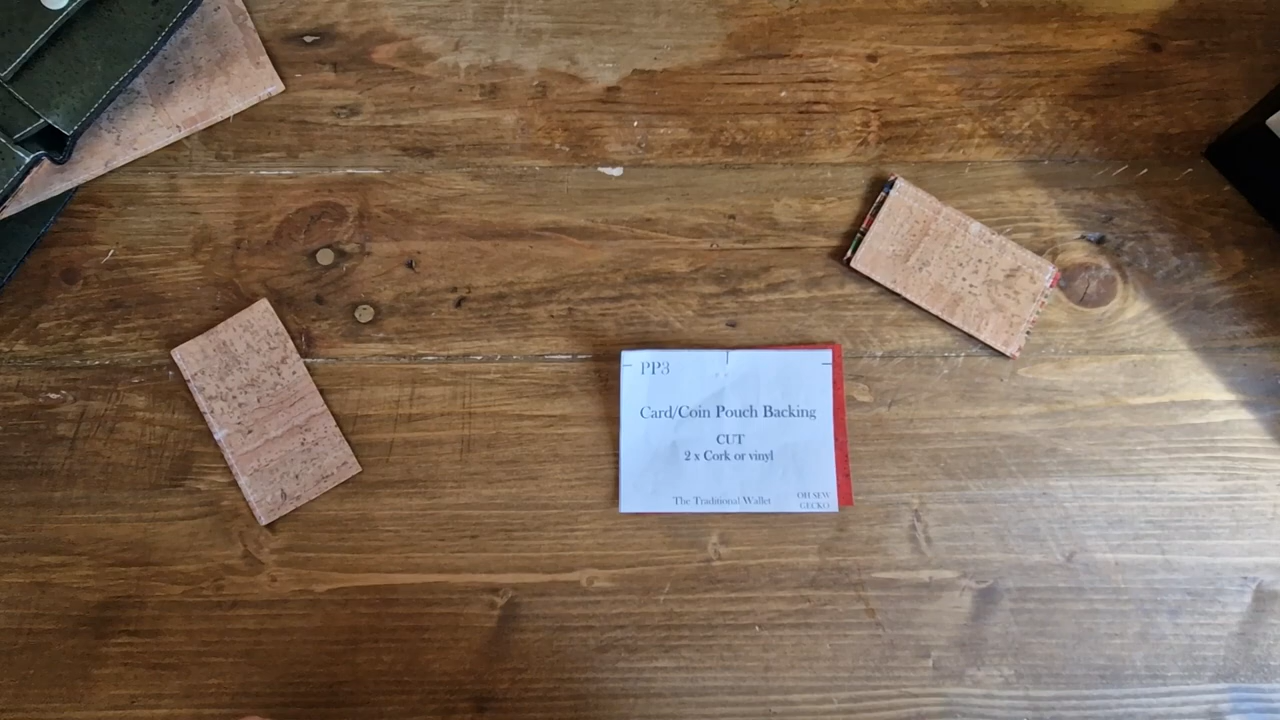 PP3
Card/Coin Pouch Backing
CUT
2 x Cork or vinyl
The Traditional Wallet
OH SEW
GECKO